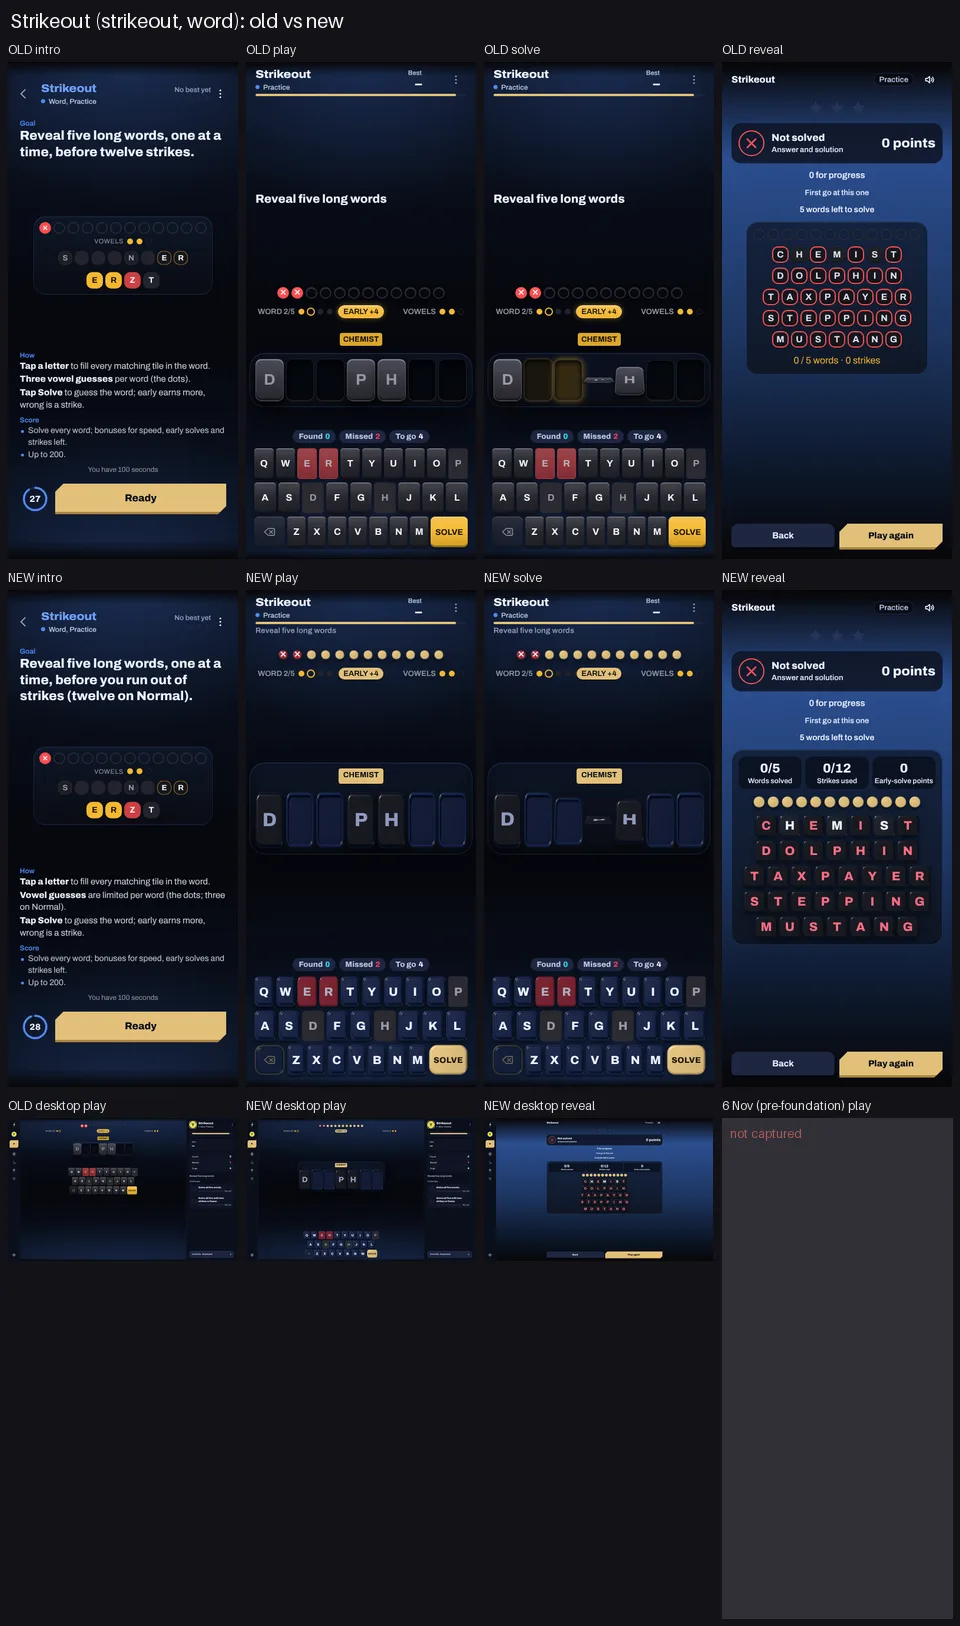 Strikeout (strikeout, word): old vs new
OLD intro
OLD play
OLD solve
OLD reveal
Strikeout
No best yet
Word, Practice
Goal
Reveal five long words, one at a
time, before twelve strikes.
VOWELS
S N E R
E R Z T
How
Tap a letter to fill every matching tile in the word.
Three vowel guesses per word (the dots).
Tap Solve to guess the word; early earns more,
wrong is a strike.
Score
Solve every word; bonuses for speed, early solves and
strikes left.
Up to 200.
You have 100 seconds
27
Ready
Strikeout
Best
Practice
Reveal five long words
WORD 2/5
EARLY +4
VOWELS
CHEMIST
D P H
Found 0
Missed 2
To go 4
Q W E R T Y U I O P
A S D F G H J K L
Z X C V B N M SOLVE
Strikeout
Best
Practice
Reveal five long words
WORD 2/5
EARLY +4
VOWELS
CHEMIST
D H
Found 0
Missed 2
To go 4
Q W E R T Y U I O P
A S D F G H J K L
Z X C V B N M SOLVE
Strikeout
Practice
Not solved
Answer and solution
0 points
0 for progress
First go at this one
5 words left to solve
C H E M I S T
D O L P H I N
T A X P A Y E R
S T E P P I N G
M U S T A N G
0 / 5 words · 0 strikes
Back
Play again
NEW intro
NEW play
NEW solve
NEW reveal
Strikeout
No best yet
Word, Practice
Goal
Reveal five long words, one at a
time, before you run out of
strikes (twelve on Normal).
VOWELS
S N E R
E R Z T
How
Tap a letter to fill every matching tile in the word.
Vowel guesses are limited per word (the dots; three
on Normal).
Tap Solve to guess the word; early earns more,
wrong is a strike.
Score
Solve every word; bonuses for speed, early solves and
strikes left.
Up to 200.
You have 100 seconds
28
Ready
Strikeout
Best
Practice
Reveal five long words
WORD 2/5
EARLY +4
VOWELS
CHEMIST
D P H
Found 0
Missed 2
To go 4
Q W E R T Y U I O P
A S D F G H J K L
Z X C V B N M SOLVE
Strikeout
Best
Practice
Reveal five long words
WORD 2/5
EARLY +4
VOWELS
CHEMIST
D H
Found 0
Missed 2
To go 4
Q W E R T Y U I O P
A S D F G H J K L
Z X C V B N M SOLVE
Strikeout
Practice
Not solved
Answer and solution
0 points
0 for progress
First go at this one
5 words left to solve
0/5
Words solved
0/12
Strikes used
0
Early-solve points
C H E M I S T
D O L P H I N
T A X P A Y E R
S T E P P I N G
M U S T A N G
Back
Play again
OLD desktop play
NEW desktop play
NEW desktop reveal
6 Nov (pre-foundation) play
not captured